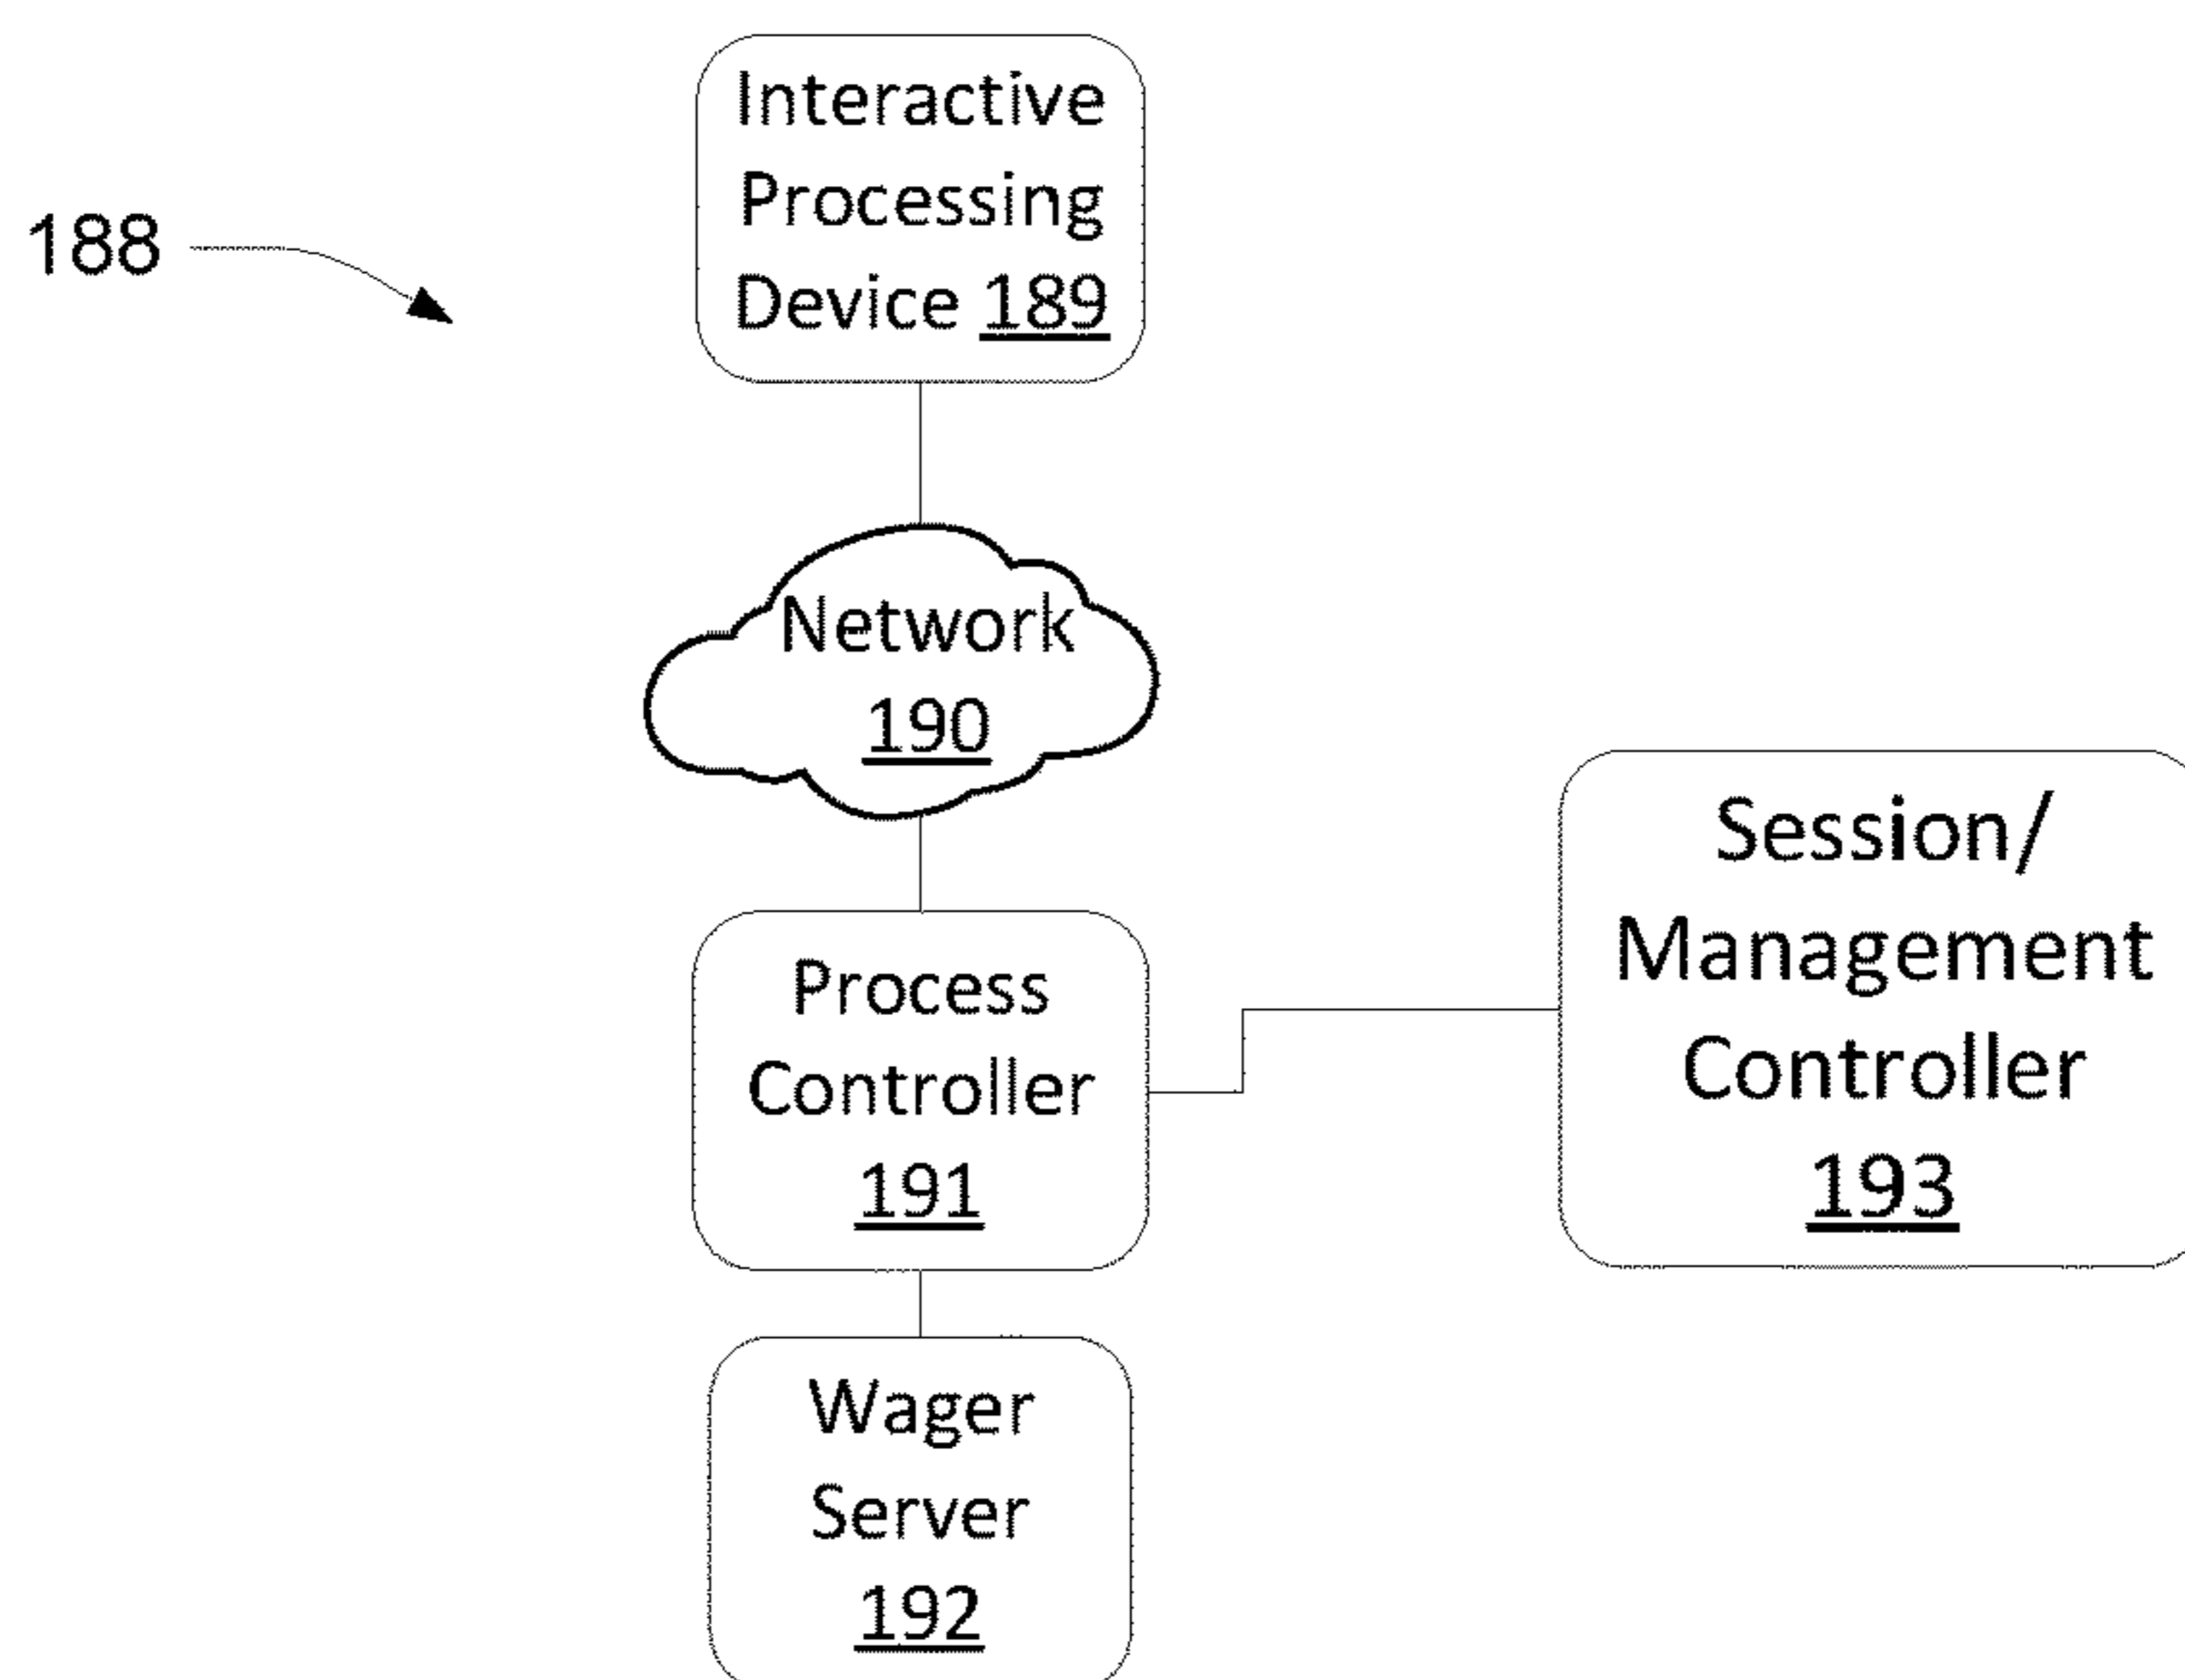 Interactive
Processing
Device 189
188
Network
190
Process
Controller
191
Session/
Management
Controller
193
Wager
Server
192